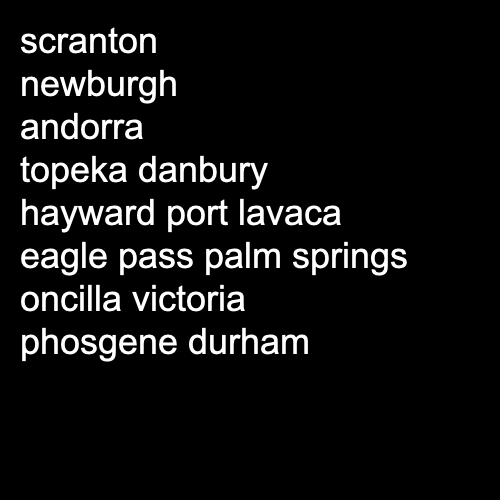 scranton
newburgh
andorra
topeka danbury
hayward port lavaca
eagle pass palm springs
oncilla victoria
phosgene durham